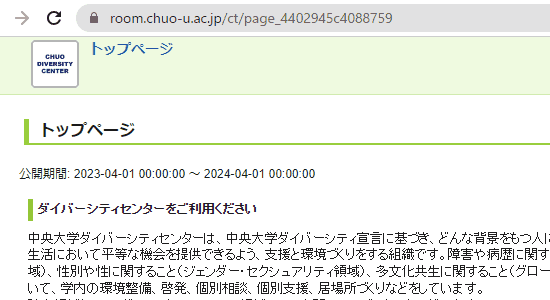 room.chuo-u.ac.jp/ct/page_4402945c4088759
CHUO
DIVERSITY
CENTER
トップページ
トップページ
公開期間: 2023-04-01 00:00:00 ～ 2024-04-01 00:00:00
ダイバーシティセンターをご利用ください
中央大学ダイバーシティセンターは、中央大学ダイバーシティ宣言に基づき、どんな背景をもつ人に
生活において平等な機会を提供できるよう、支援と環境づくりをする組織です。障害や病歴に関す
域）、性別や性に関すること（ジェンダー・セクシュアリティ領域）、多文化共生に関すること（グロー
いて、学内の環境整備、啓発、個別相談、個別支援、居場所づくりなどをしています。